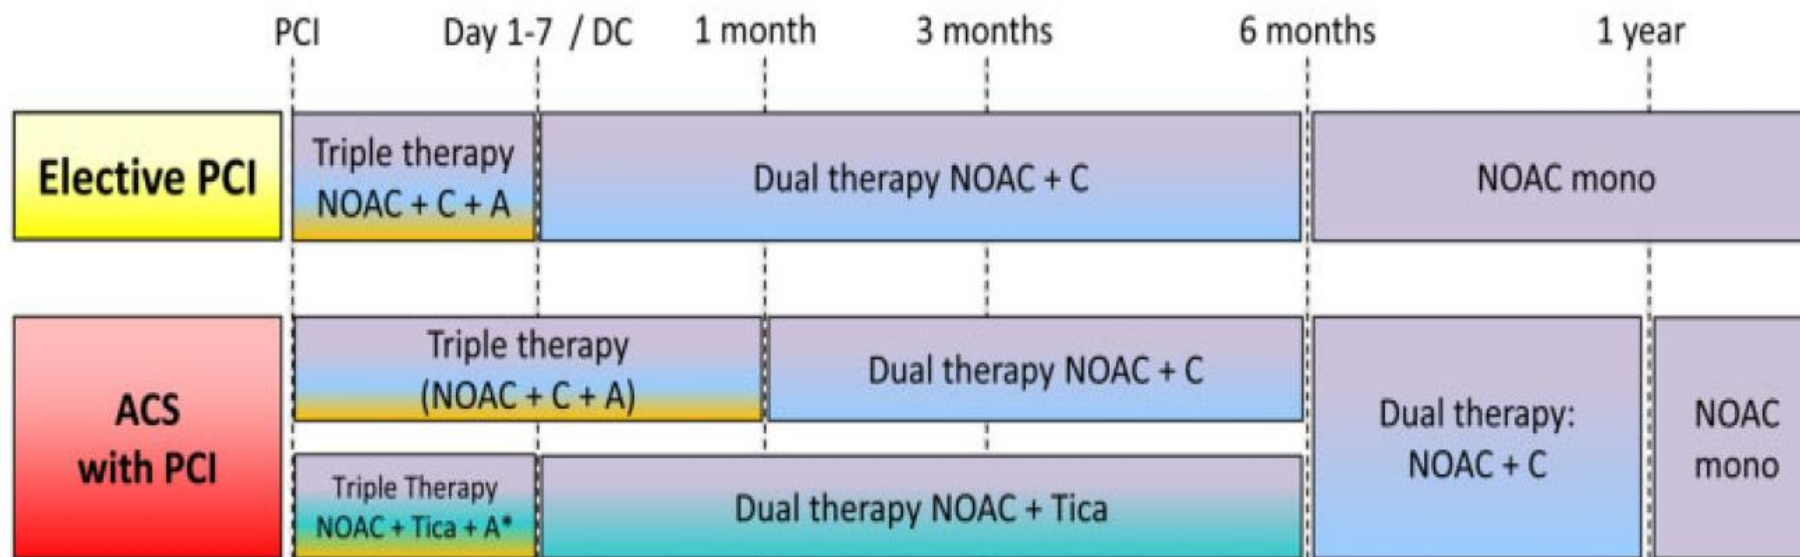 PCI
Day 1-7 / DC
1 month
3 months
6 months
1 year
Elective PCI
Triple therapy
NOAC + C + A
Dual therapy NOAC + C
NOAC mono
ACS
with PCI
Triple therapy
(NOAC + C + A)
Dual therapy NOAC + C
Triple Therapy
NOAC + Tica + A*
Dual therapy NOAC + Tica
Dual therapy:
NOAC + C
NOAC
mono